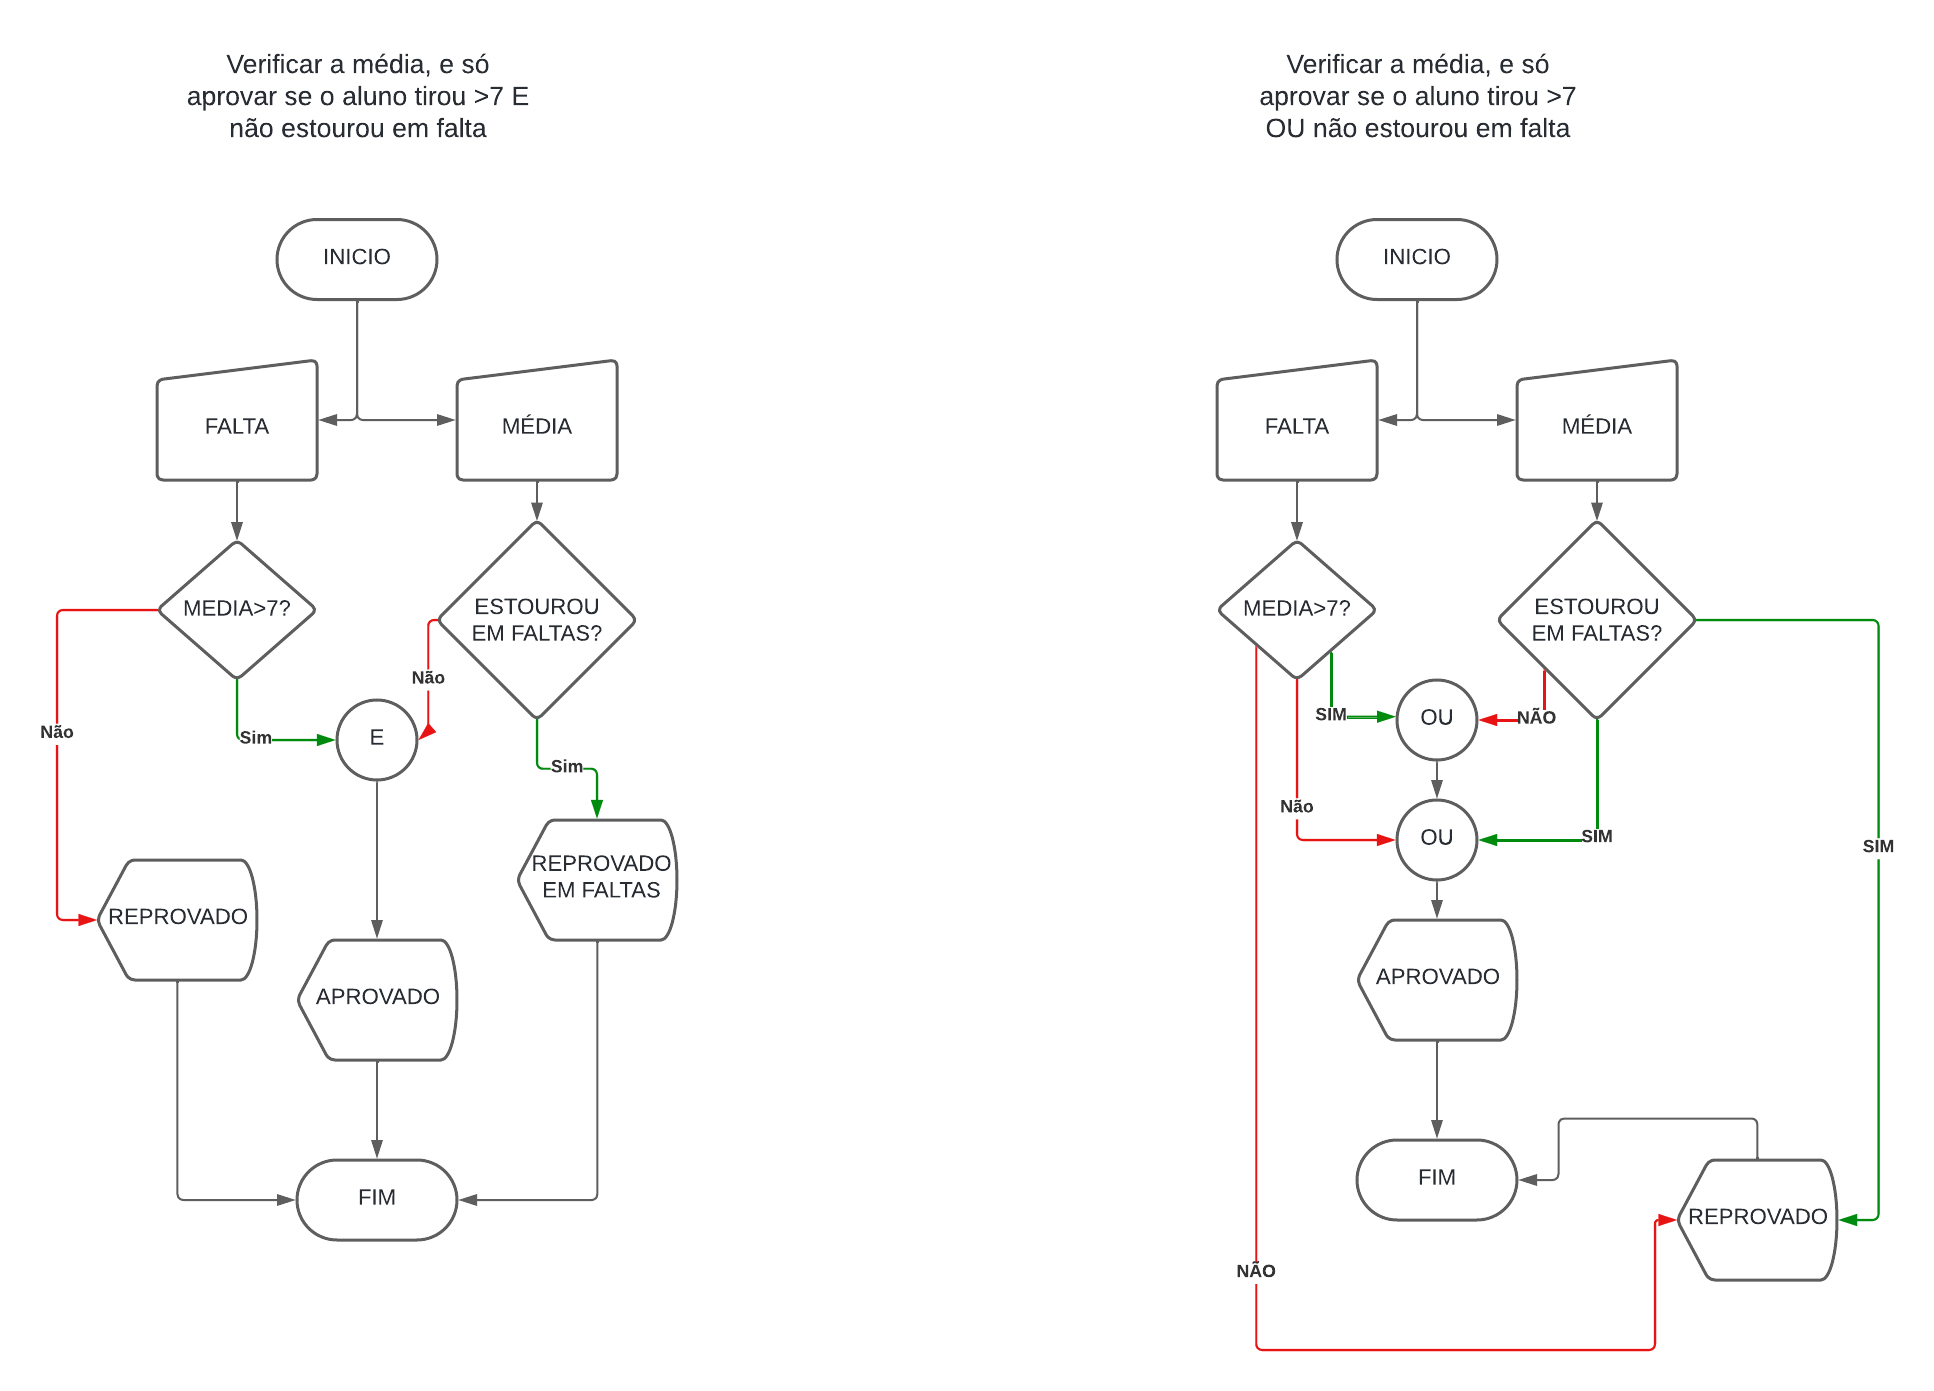 Verificar a média, e só
aprovar se o aluno tirou >7 E
não estourou em falta
INICIO
FALTA
MÉDIA
MEDIA>7?
ESTOUROU
EM FALTAS?
Não
Não
Sim
E
Sim
REPROVADO
EM FALTAS
REPROVADO
APROVADO
FIM
Verificar a média, e só
aprovar se o aluno tirou >7
OU não estourou em falta
INICIO
FALTA
MÉDIA
MEDIA>7?
ESTOUROU
EM FALTAS?
SIM
OU
NÃO
Não
OU
SIM
SIM
APROVADO
FIM
REPROVADO
NÃO